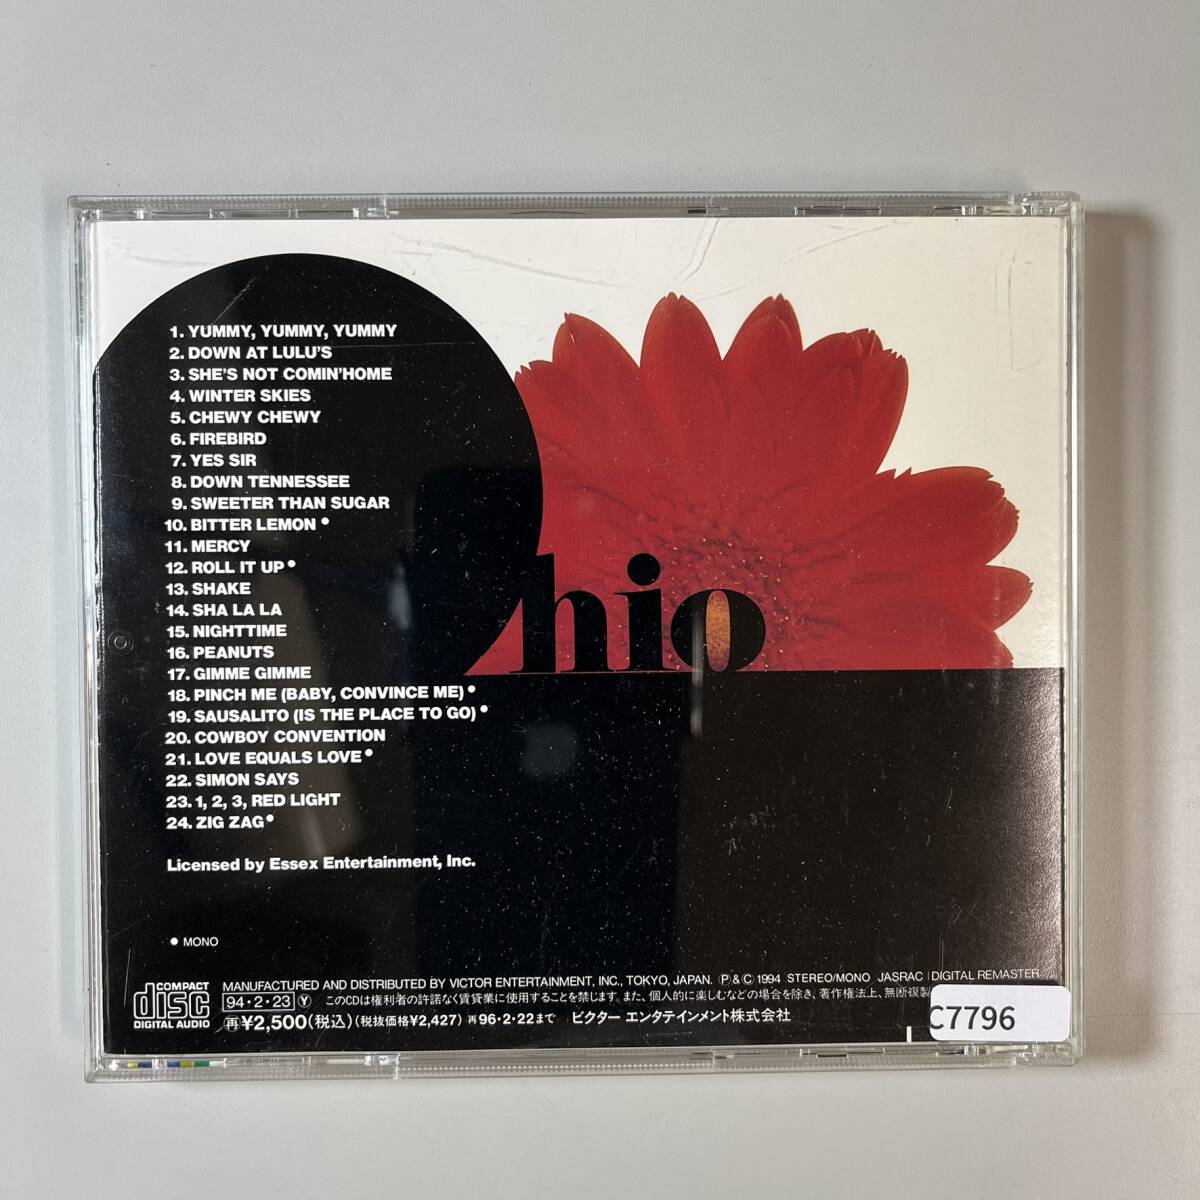 1. YUMMY, YUMMY, YUMMY
2. DOWN AT LULU'S
3. SHE'S NOT COMIN'HOME
4. WINTER SKIES
5. CHEWY CHEWY
6. FIREBIRD
7. YES SIR
8. DOWN TENNESSEE
9. SWEETER THAN SUGAR
10. BITTER LEMON ●
11. MERCY
12. ROLL IT UP ●
13. SHAKE
14. SHA LA LA
15. NIGHTTIME
16. PEANUTS
17. GIMME GIMME
18. PINCH ME (BABY, CONVINCE ME) ●
19. SAUSALITO (IS THE PLACE TO GO) ●
20. COWBOY CONVENTION
21. LOVE EQUALS LOVE ●
22. SIMON SAYS
23. 1, 2, 3, RED LIGHT
24. ZIG ZAG ●
Licensed by Essex Entertainment, Inc.
● MONO
hio
COMPACT
disc
DIGITAL AUDIO
MANUFACTURED AND DISTRIBUTED BY VICTOR ENTERTAINMENT, INC., TOKYO, JAPAN. Ⓟ & Ⓒ 1994 STEREO/MONO JASRAC DIGITAL REMASTER
94・2・23 Ⓨ このCDは権利者の許諾なく賃貸業に使用することを禁じます。また、個人的に楽しむなどの場合を除き、著作権法上、無断複製
再¥2,500(税込)(税抜価格¥2,427) 再96・2・22まで ビクター エンタテインメント株式会社
C7796